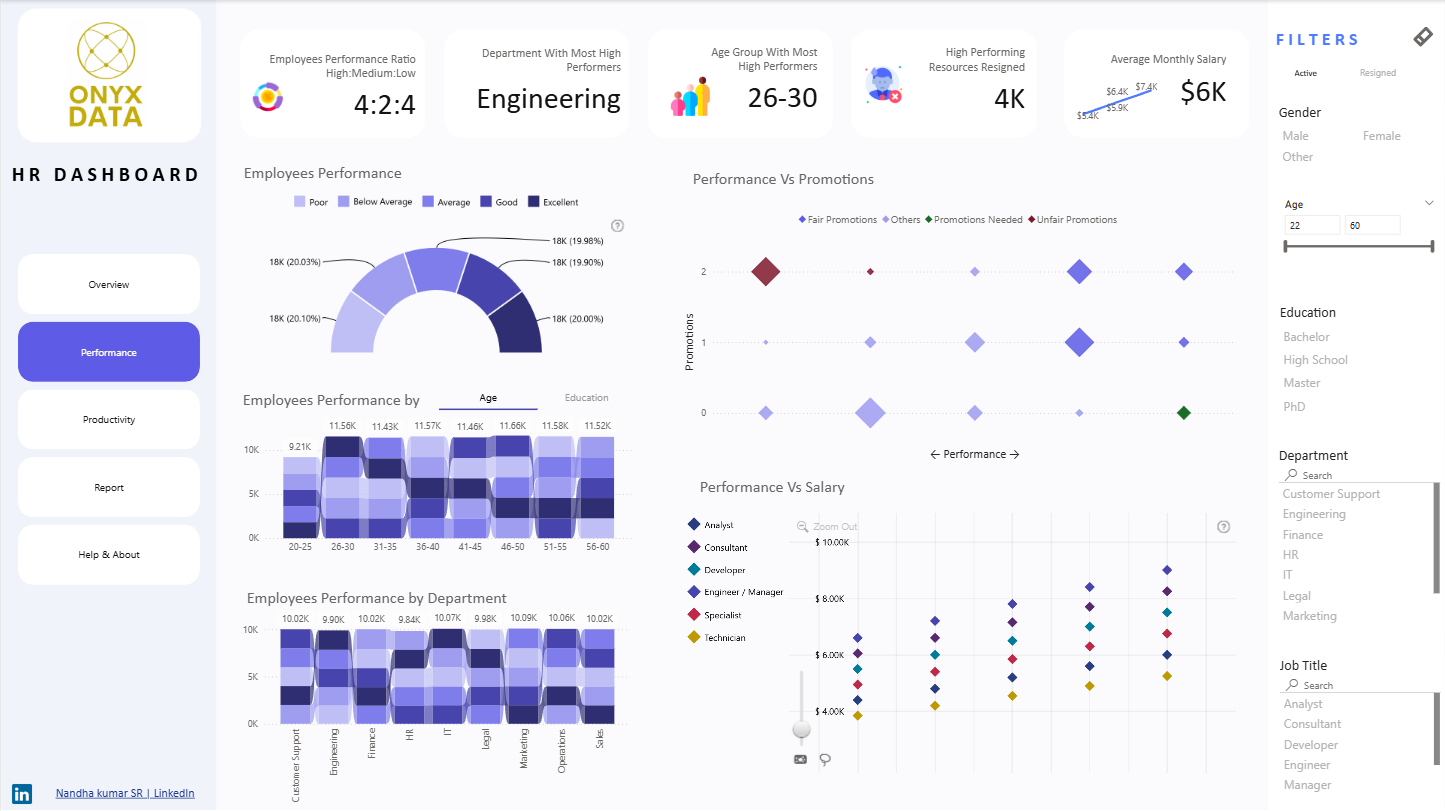 ONYX
DATA
HR DASHBOARD
Overview
Performance
Productivity
Report
Help & About
in
Nandha kumar SR | LinkedIn
Employees Performance Ratio
High:Medium:Low
4:2:4
Department With Most High
Performers
Engineering
Age Group With Most
High Performers
26-30
High Performing
Resources Resigned
4K
Average Monthly Salary
$5.4K
$6.4K
$5.9K
$7.4K
$6K
Employees Performance
Poor Below Average Average Good Excellent
?
18K (20.10%)
18K (20.03%)
18K (19.98%)
18K (19.90%)
18K (20.00%)
Employees Performance by
Age Education
10K
5K
0K
9.21K 11.56K 11.43K 11.57K 11.46K 11.66K 11.58K 11.52K
20-25 26-30 31-35 36-40 41-45 46-50 51-55 56-60
Employees Performance by Department
10K
5K
0K
10.02K 9.90K 10.02K 9.84K 10.07K 9.98K 10.09K 10.06K 10.02K
Customer Support Engineering Finance HR IT Legal Marketing Operations Sales
Performance Vs Promotions
Fair Promotions Others Promotions Needed Unfair Promotions
Promotions
2
1
0
← Performance →
Performance Vs Salary
Analyst
Consultant
Developer
Engineer / Manager
Specialist
Technician
Zoom Out
?
$ 10.00K
$ 8.00K
$ 6.00K
$ 4.00K
FILTERS
Active Resigned
Gender
Male Female
Other
Age
22 60
Education
Bachelor
High School
Master
PhD
Department
Search
Customer Support
Engineering
Finance
HR
IT
Legal
Marketing
Job Title
Search
Analyst
Consultant
Developer
Engineer
Manager